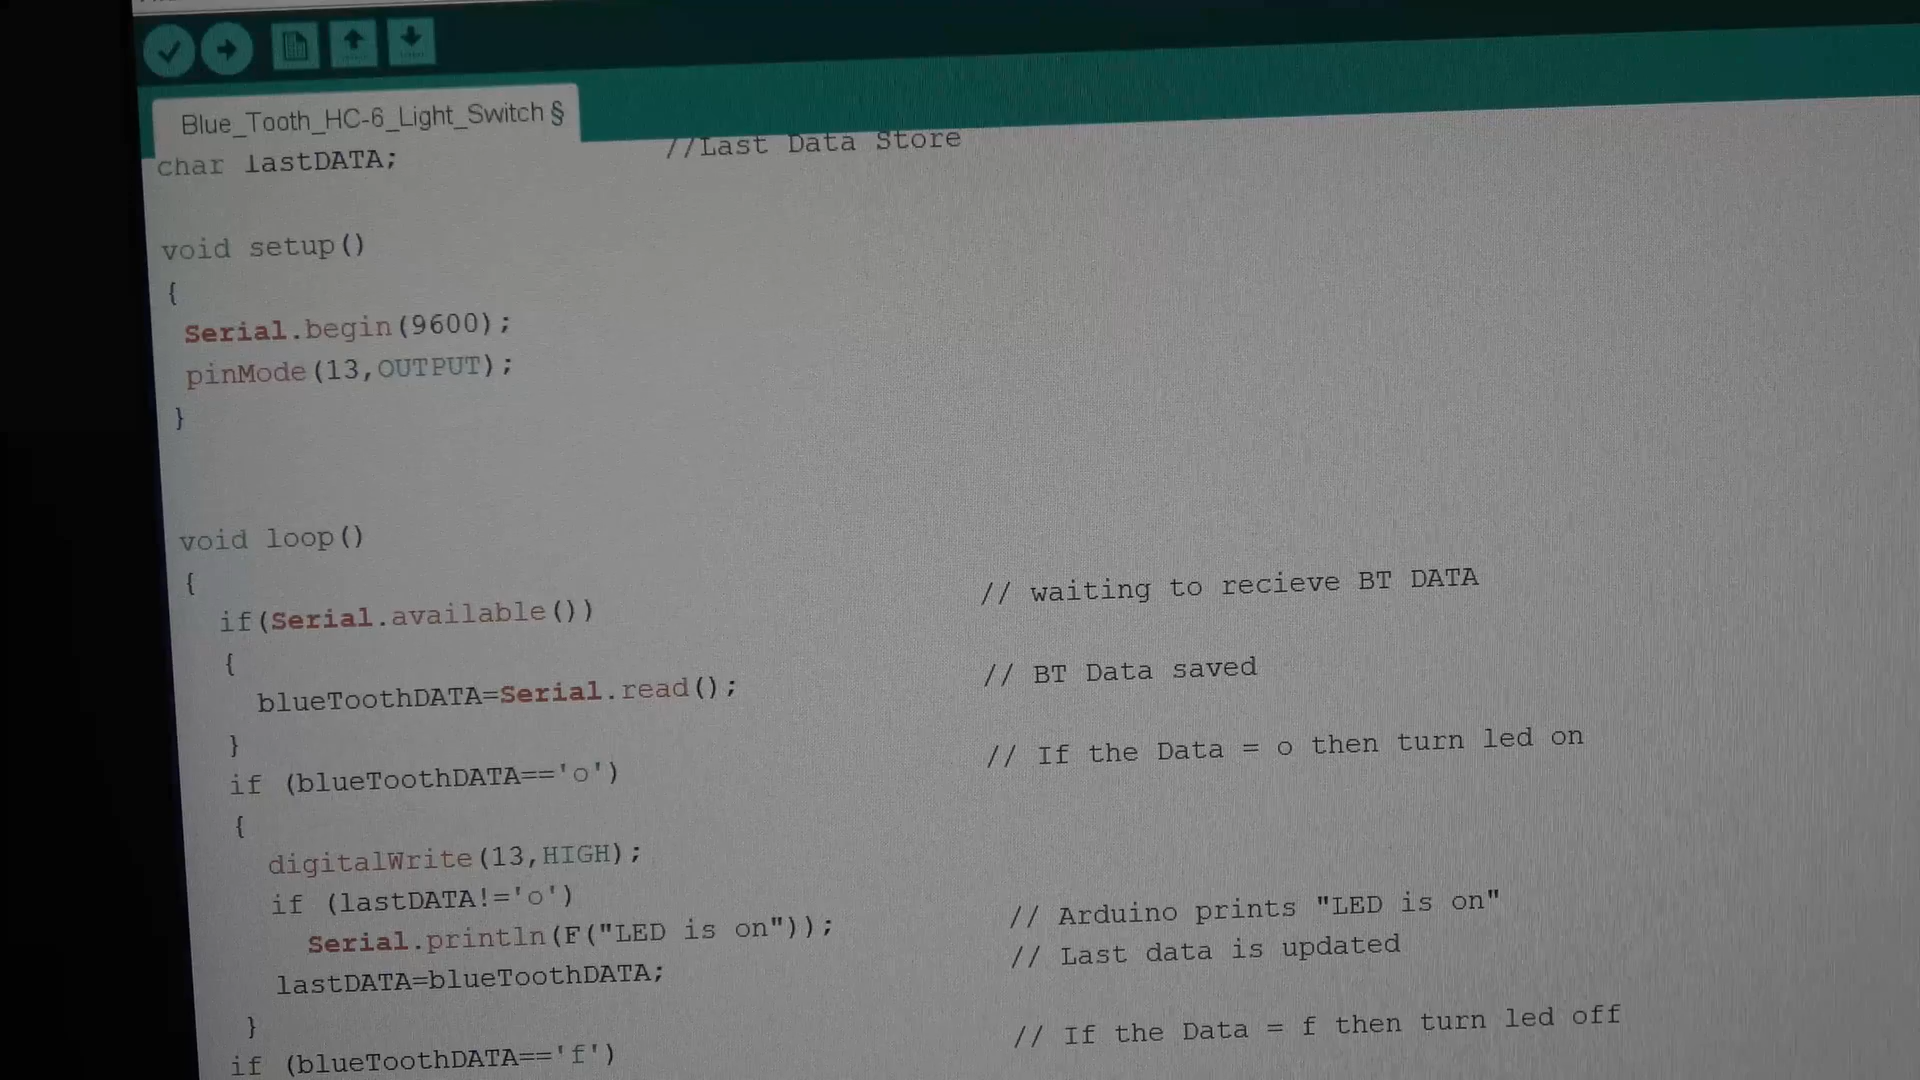 Blue_Tooth_HC-6_Light_Switch §
char lastDATA; //Last Data Store
void setup()
{
Serial.begin(9600);
pinMode(13,OUTPUT);
}
void loop()
{
if(Serial.available()) // waiting to recieve BT DATA
{
blueToothDATA=Serial.read(); // BT Data saved
}
if (blueToothDATA=='o') // If the Data = o then turn led on
{
digitalWrite(13,HIGH);
if (lastDATA!='o')
Serial.println(F("LED is on")); // Arduino prints "LED is on"
lastDATA=blueToothDATA; // Last data is updated
}
if (blueToothDATA=='f') // If the Data = f then turn led off